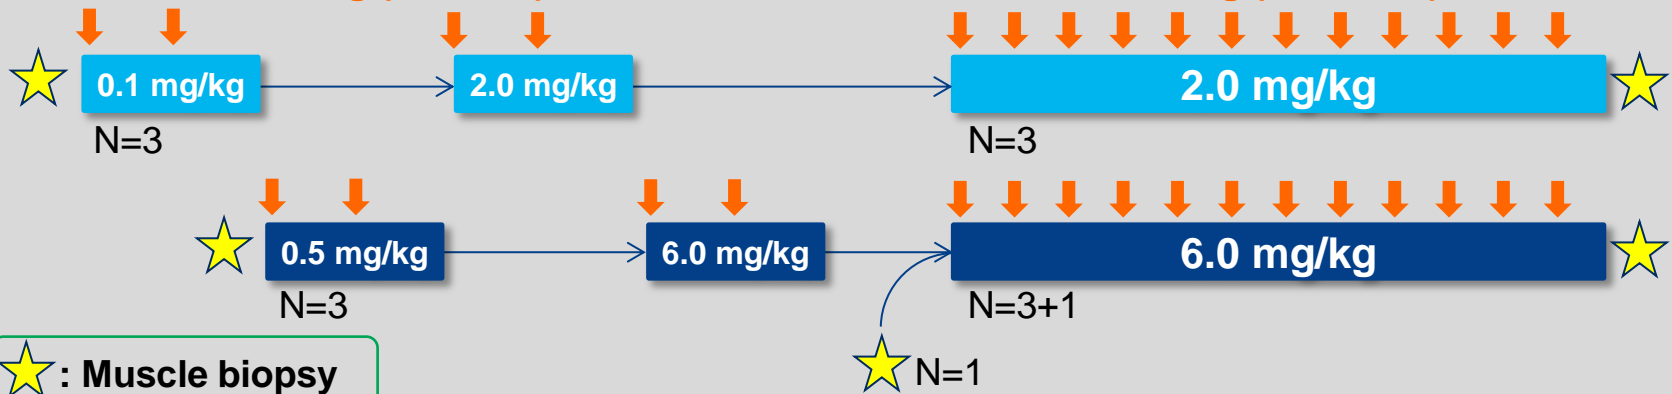 0.1 mg/kg
2.0 mg/kg
2.0 mg/kg
N=3
N=3
0.5 mg/kg
6.0 mg/kg
6.0 mg/kg
N=3
N=3+1
: Muscle biopsy
N=1